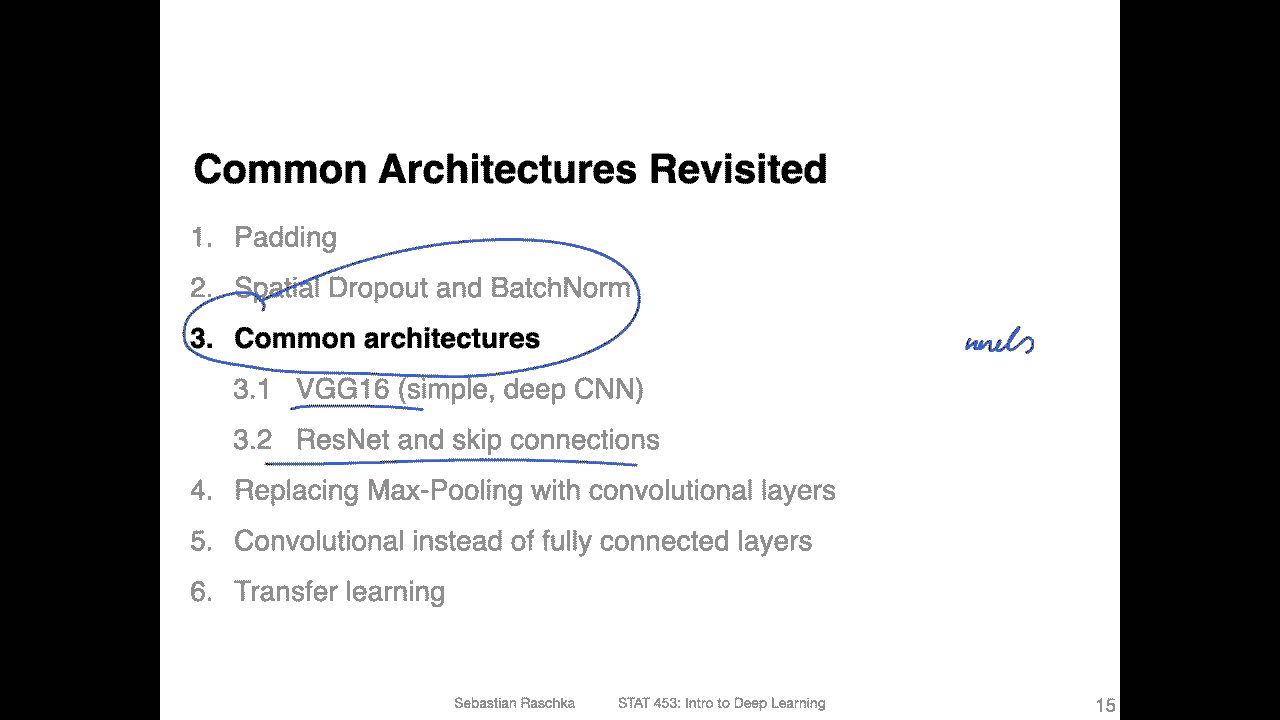 Common Architectures Revisited
1. Padding
2. Spatial Dropout and BatchNorm
3. Common architectures
3.1 VGG16 (simple, deep CNN)
3.2 ResNet and skip connections
4. Replacing Max-Pooling with convolutional layers
5. Convolutional instead of fully connected layers
6. Transfer learning
Sebastian Raschka STAT 453: Intro to Deep Learning 15